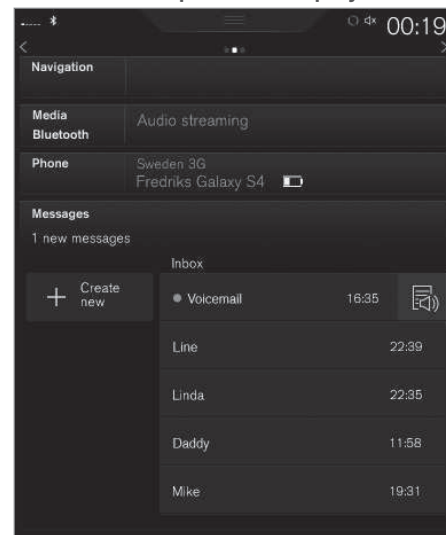 00:19
Navigation
Media
Bluetooth
Audio streaming
Phone
Sweden 3G
Fredriks Galaxy S4
Messages
1 new messages
Inbox
Create
new
Voicemail 16:35
Line 22:39
Linda 22:35
Daddy 11:58
Mike 19:31